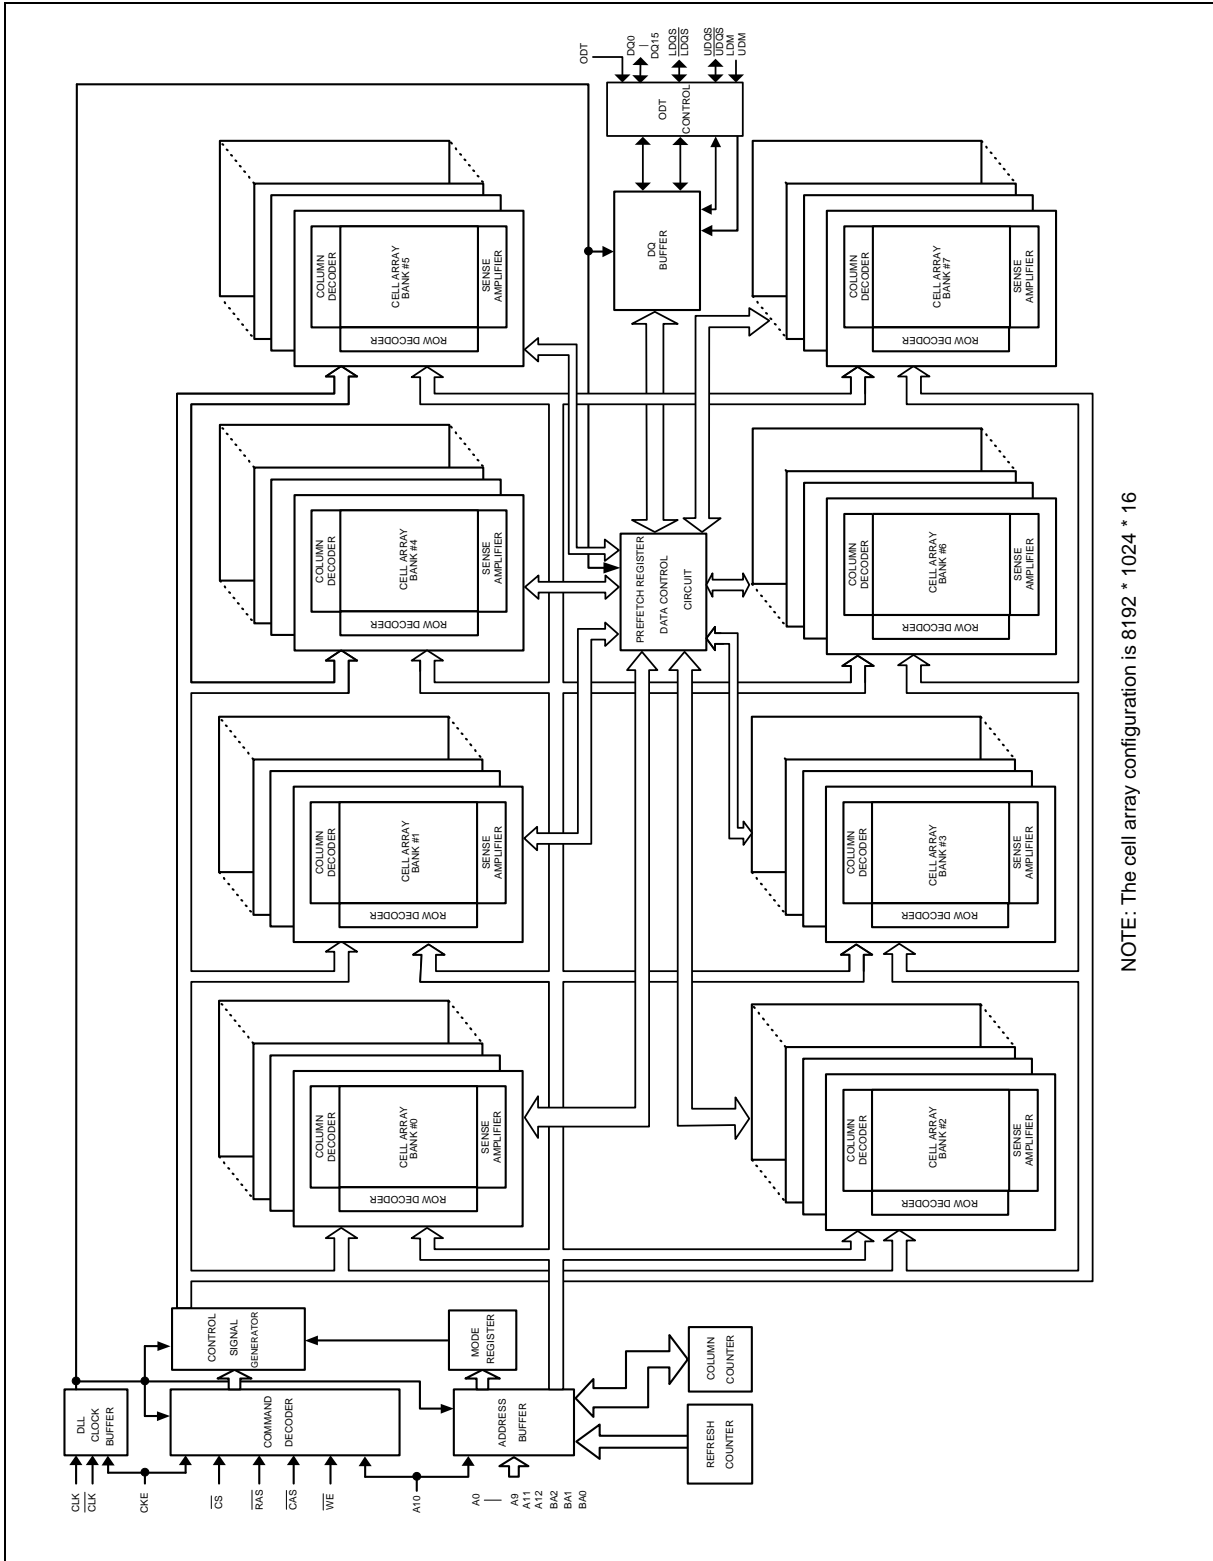 CLK
CLK
CKE
CS
RAS
CAS
WE
A10
A0
A9
A11
A12
BA2
BA1
BA0
DLL
CLOCK
BUFFER
COMMAND
DECODER
ADDRESS
BUFFER
REFRESH
COUNTER
COLUMN
COUNTER
CONTROL
SIGNAL
GENERATOR
MODE
REGISTER
COLUMN
DECODER
CELL ARRAY
BANK #0
SENSE
AMPLIFIER
ROW DECODER
COLUMN
DECODER
CELL ARRAY
BANK #1
SENSE
AMPLIFIER
ROW DECODER
COLUMN
DECODER
CELL ARRAY
BANK #4
SENSE
AMPLIFIER
ROW DECODER
COLUMN
DECODER
CELL ARRAY
BANK #5
SENSE
AMPLIFIER
ROW DECODER
COLUMN
DECODER
CELL ARRAY
BANK #2
SENSE
AMPLIFIER
ROW DECODER
COLUMN
DECODER
CELL ARRAY
BANK #3
SENSE
AMPLIFIER
ROW DECODER
COLUMN
DECODER
CELL ARRAY
BANK #6
SENSE
AMPLIFIER
ROW DECODER
COLUMN
DECODER
CELL ARRAY
BANK #7
SENSE
AMPLIFIER
ROW DECODER
PREFETCH REGISTER
DATA CONTROL
CIRCUIT
DQ
BUFFER
ODT
CONTROL
ODT
DQ0
DQ15
LDQS
LDQS
UDQS
UDQS
LDM
UDM
NOTE: The cell array configuration is 8192 * 1024 * 16